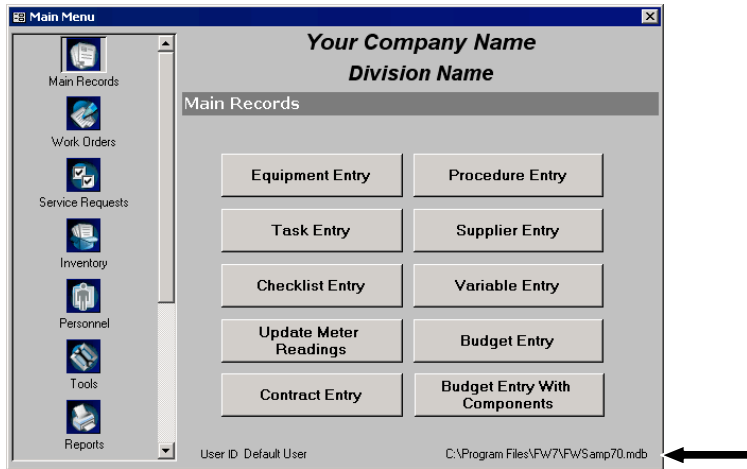 Main Menu
Your Company Name
Division Name
Main Records
Main Records
Work Orders
Service Requests
Inventory
Personnel
Tools
Reports
Equipment Entry
Procedure Entry
Task Entry
Supplier Entry
Checklist Entry
Variable Entry
Update Meter
Readings
Budget Entry
Contract Entry
Budget Entry With
Components
User ID Default User
C:\Program Files\FW7\FWSamp70.mdb